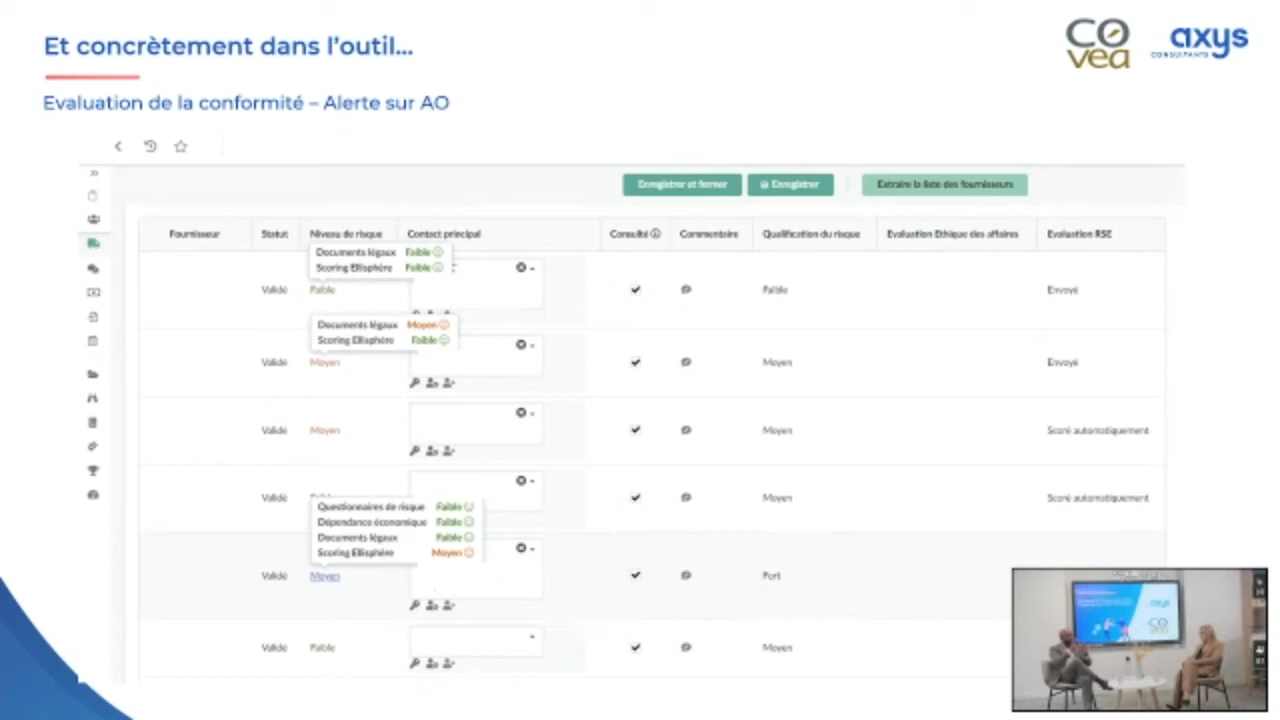 Et concrètement dans l'outil...
Evaluation de la conformité – Alerte sur AO
COvea
axys
CONSULTANTS
Enregistrer et fermer
Enregistrer
Extraire la liste des fournisseurs
Fournisseur Statut Niveau de risque Contact principal Consulté Commentaire Qualification du risque Evaluation Ethique des affaires Evaluation RSE
Documents légaux Faible
Scoring Ellisphère Faible
Validé Faible Faible Envoyé
Documents légaux Moyen
Scoring Ellisphère Faible
Validé Moyen Moyen Envoyé
Validé Moyen Moyen Scoré automatiquement
Validé Moyen Scoré automatiquement
Questionnaires de risque Faible
Dépendance économique Faible
Documents légaux Faible
Scoring Ellisphère Moyen
Validé Moyen Fort
Validé Faible Moyen
axys
COvea